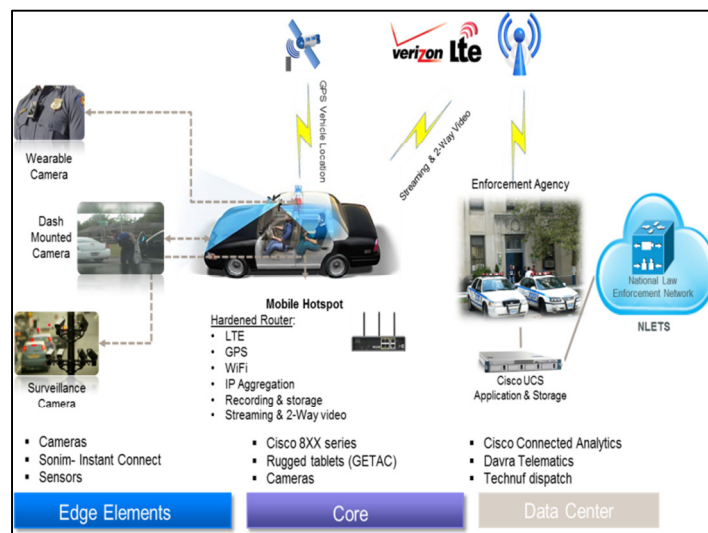 verizon LTE
GPS Vehicle Location
Streaming & 2-Way Video
Wearable
Camera
Dash
Mounted
Camera
Surveillance
Camera
Mobile Hotspot
Hardened Router:
▪ LTE
▪ GPS
▪ WiFi
▪ IP Aggregation
▪ Recording & storage
▪ Streaming & 2-Way video
Enforcement Agency
National Law
Enforcement Network
NLETS
Cisco UCS
Application & Storage
▪ Cameras
▪ Sonim- Instant Connect
▪ Sensors
▪ Cisco 8XX series
▪ Rugged tablets (GETAC)
▪ Cameras
▪ Cisco Connected Analytics
▪ Davra Telematics
▪ Technuf dispatch
Edge Elements
Core
Data Center